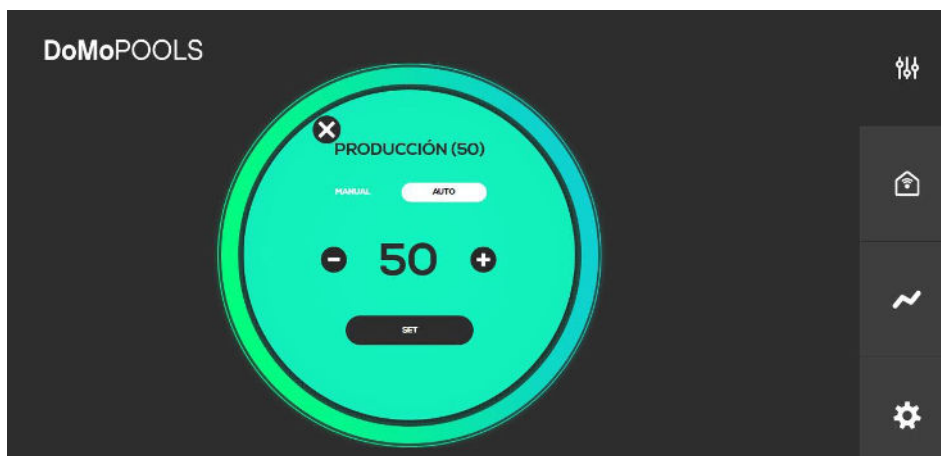 DoMoPOOLS
PRODUCCIÓN (50)
MANUAL AUTO
50
SET